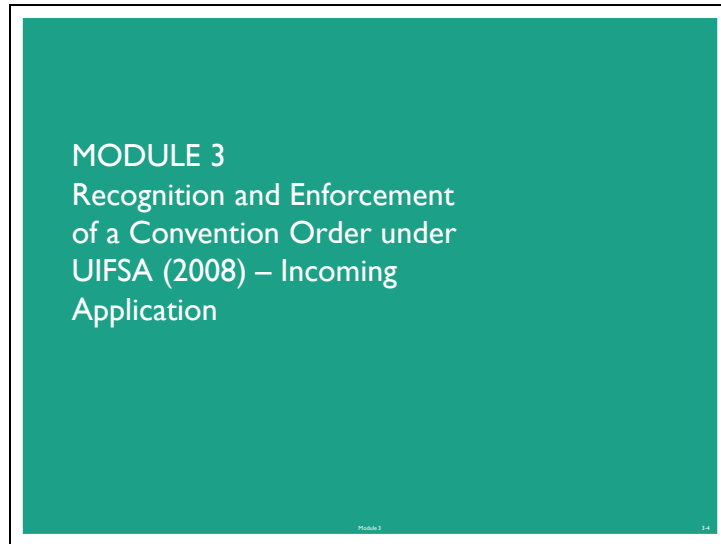 MODULE 3
Recognition and Enforcement
of a Convention Order under
UIFSA (2008) – Incoming
Application
Module 3
3-4